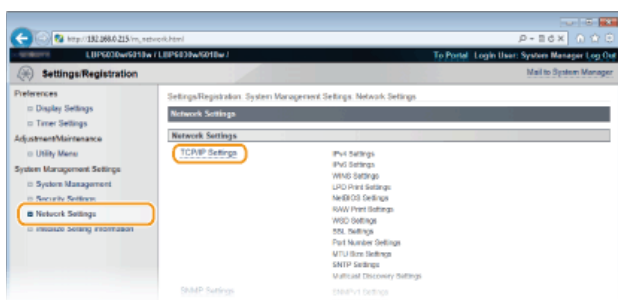 http://192.168.0.215/m_network.html
LBP6030w/6018w / LBP6030w/6018w /
To Portal Login User: System Manager Log Out
Settings/Registration
Mail to System Manager
Preferences
Display Settings
Timer Settings
Adjustment/Maintenance
Utility Menu
System Management Settings
System Management
Security Settings
Network Settings
Initialize Setting Information
Settings/Registration: System Management Settings: Network Settings
Network Settings
Network Settings
TCP/IP Settings
IPv4 Settings
IPv6 Settings
WINS Settings
LPD Print Settings
NetBIOS Settings
RAW Print Settings
WSD Settings
SSL Settings
Port Number Settings
MTU Size Settings
SNTP Settings
Multicast Discovery Settings
SNMP Settings
SNMPv1 Settings